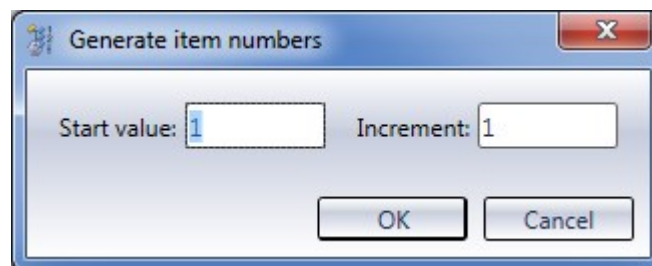 Generate item numbers
Start value: 1 Increment: 1
OK Cancel